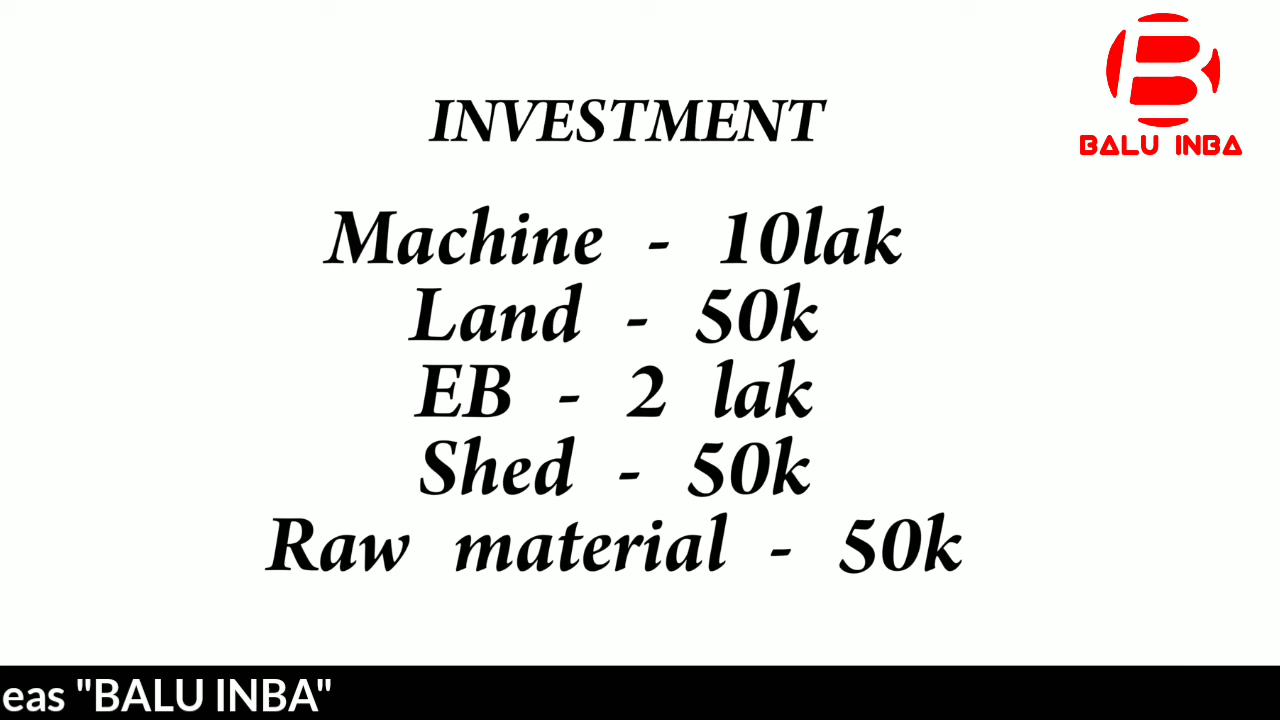 BALU INBA
INVESTMENT
Machine - 10lak
Land - 50k
EB - 2 lak
Shed - 50k
Raw material - 50k
eas "BALU INBA"